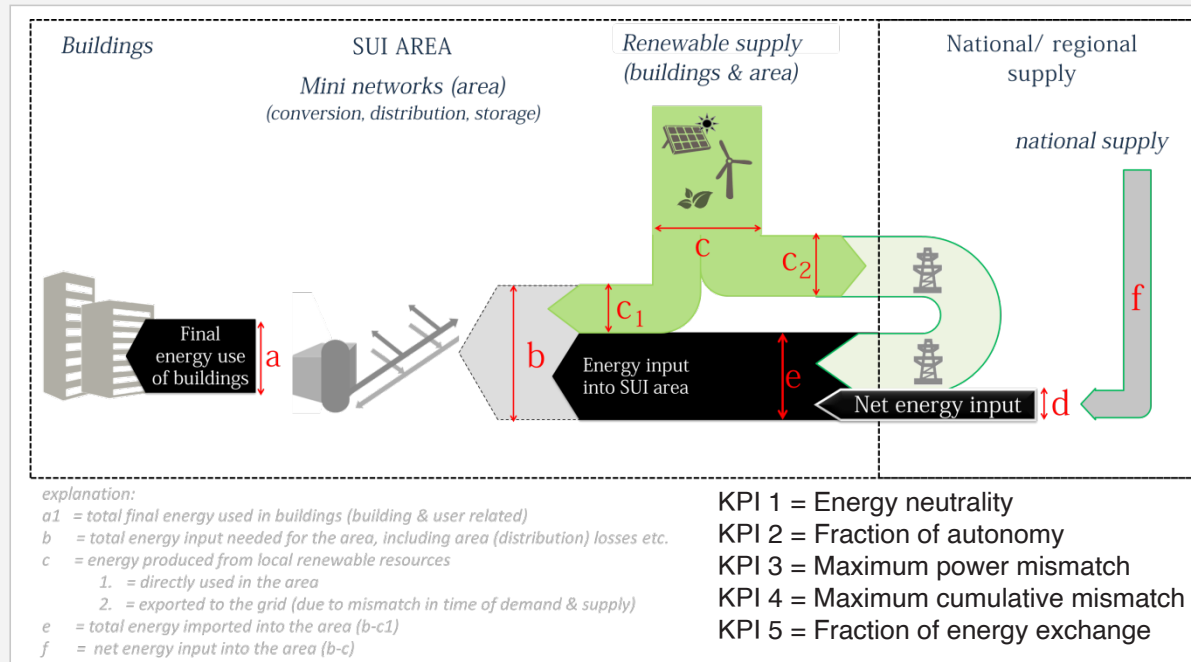 Buildings
SUI AREA
Mini networks (area)
(conversion, distribution, storage)
Renewable supply
(buildings & area)
National/ regional
supply
national supply
c
c2
c1
f
Final
energy use
of buildings
a
b
Energy input
into SUI area
e
Net energy input
d
explanation:
a1 = total final energy used in buildings (building & user related)
b = total energy input needed for the area, including area (distribution) losses etc.
c = energy produced from local renewable resources
1. = directly used in the area
2. = exported to the grid (due to mismatch in time of demand & supply)
e = total energy imported into the area (b-c1)
f = net energy input into the area (b-c)
KPI 1 = Energy neutrality
KPI 2 = Fraction of autonomy
KPI 3 = Maximum power mismatch
KPI 4 = Maximum cumulative mismatch
KPI 5 = Fraction of energy exchange